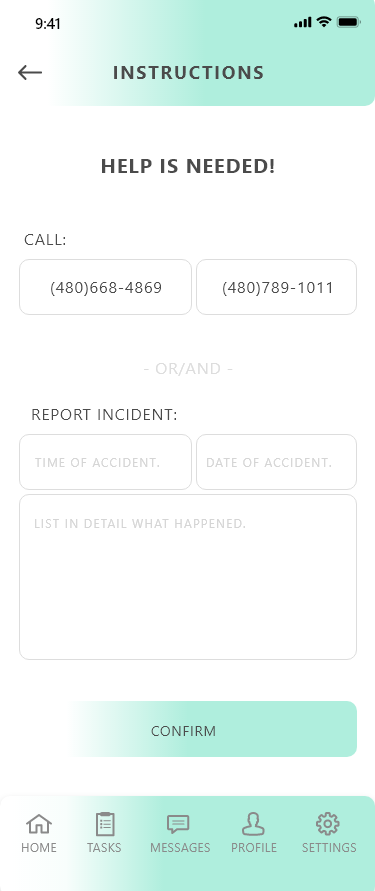 9:41
INSTRUCTIONS
HELP IS NEEDED!
CALL:
(480)668-4869 (480)789-1011
- OR/AND -
REPORT INCIDENT:
TIME OF ACCIDENT. DATE OF ACCIDENT.
LIST IN DETAIL WHAT HAPPENED.
CONFIRM
HOME TASKS MESSAGES PROFILE SETTINGS